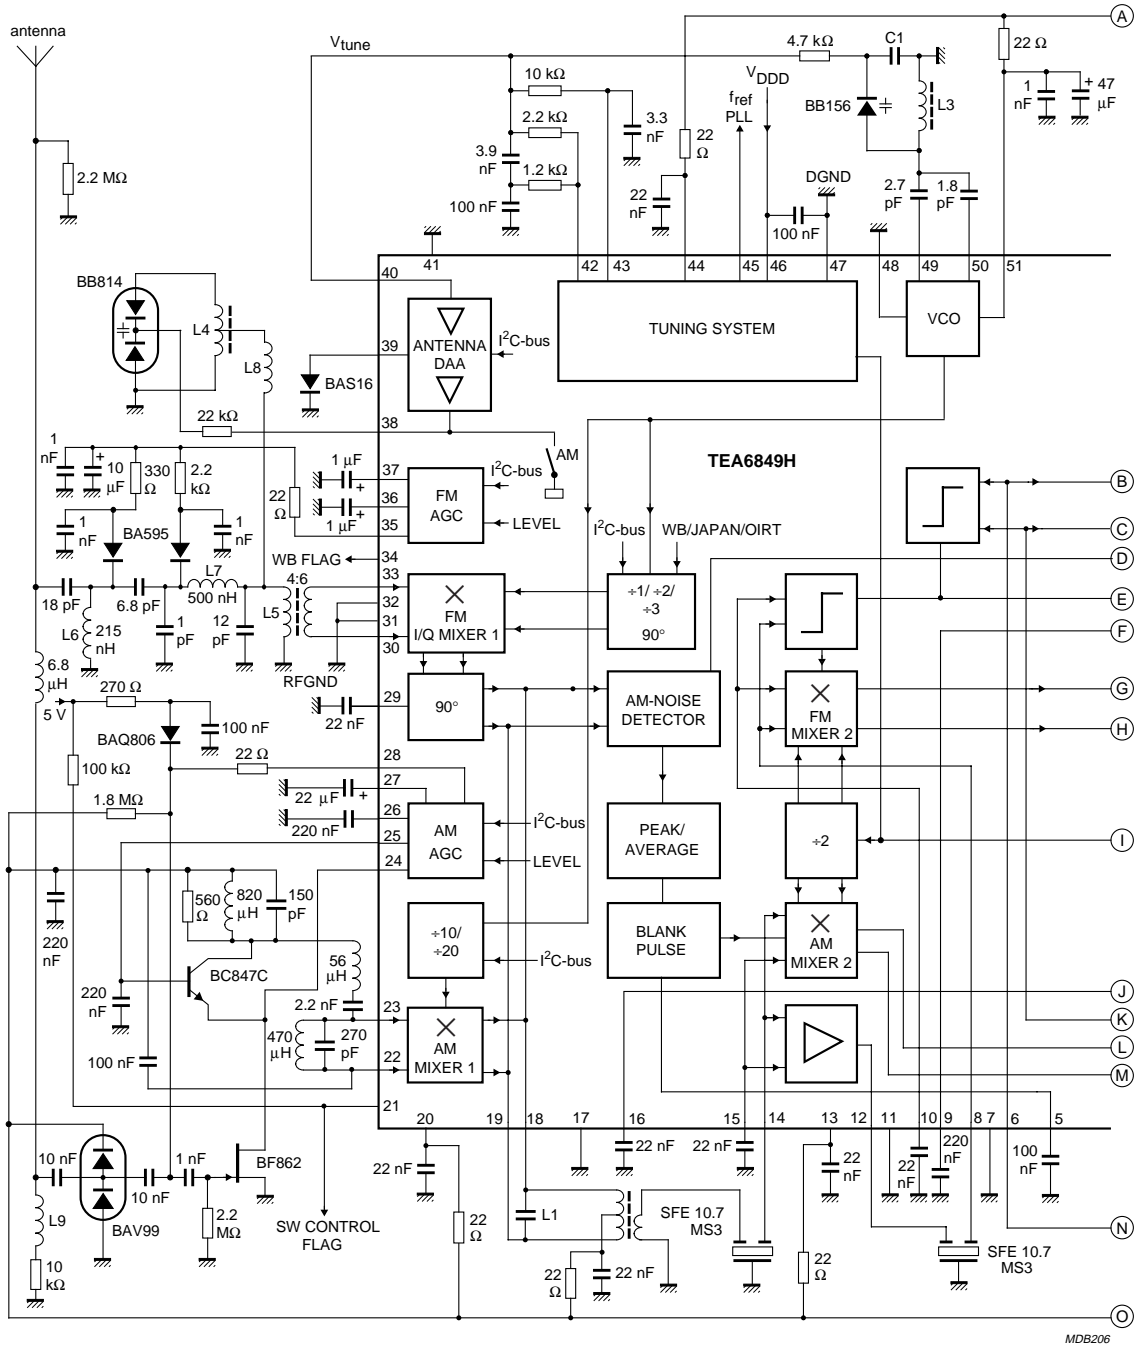 A
antenna
Vtune
4.7 kΩ
C1
22 Ω
10 kΩ
VDDD
fref
PLL
BB156
L3
1
nF
+ 47
μF
3.3
nF
2.2 kΩ
22
Ω
3.9
nF
1.2 kΩ
2.2 MΩ
22
nF
DGND
2.7
pF
1.8
pF
100 nF
100 nF
41
42
43
44
45
46
47
48
49
50
51
BB814
40
L4
L8
TUNING SYSTEM
VCO
39
ANTENNA
DAA
I2C-bus
BAS16
22 kΩ
38
AM
TEA6849H
1
nF
+
10
μF
330
Ω
2.2
kΩ
1 μF
+
37
I2C-bus
B
22
Ω
36
FM
AGC
1 μF
+
35
LEVEL
C
1
nF
BA595
1
nF
I2C-bus
WB/JAPAN/OIRT
WB FLAG
34
D
L7
500 nH
4:6
33
18 pF
6.8 pF
L5
32
FM
I/Q MIXER 1
÷1/ ÷2/
÷3
90°
E
L6
215
nH
1
pF
12
pF
31
30
F
6.8
μH
270 Ω
RFGND
29
90°
AM-NOISE
DETECTOR
FM
MIXER 2
G
5 V
22 nF
H
BAQ806
100 nF
22 Ω
28
100 kΩ
22 μF
+
27
1.8 MΩ
220 nF
26
AM
AGC
I2C-bus
PEAK/
AVERAGE
÷2
I
25
24
LEVEL
560
Ω
820
μH
150
pF
220
nF
÷10/
÷20
BLANK
PULSE
AM
MIXER 2
BC847C
56
μH
I2C-bus
220
nF
2.2 nF
23
J
470
μH
270
pF
AM
MIXER 1
K
100 nF
22
L
M
21
20
19
18
17
16
15
14
13
12
11
10
9
8
7
6
5
10 nF
10 nF
1 nF
BF862
22 nF
22 nF
22 nF
22
nF
22
nF
220
nF
100
nF
L9
BAV99
2.2
MΩ
SW CONTROL
FLAG
22
Ω
L1
SFE 10.7
MS3
N
10
kΩ
22
Ω
22 nF
22
Ω
SFE 10.7
MS3
O
MDB206